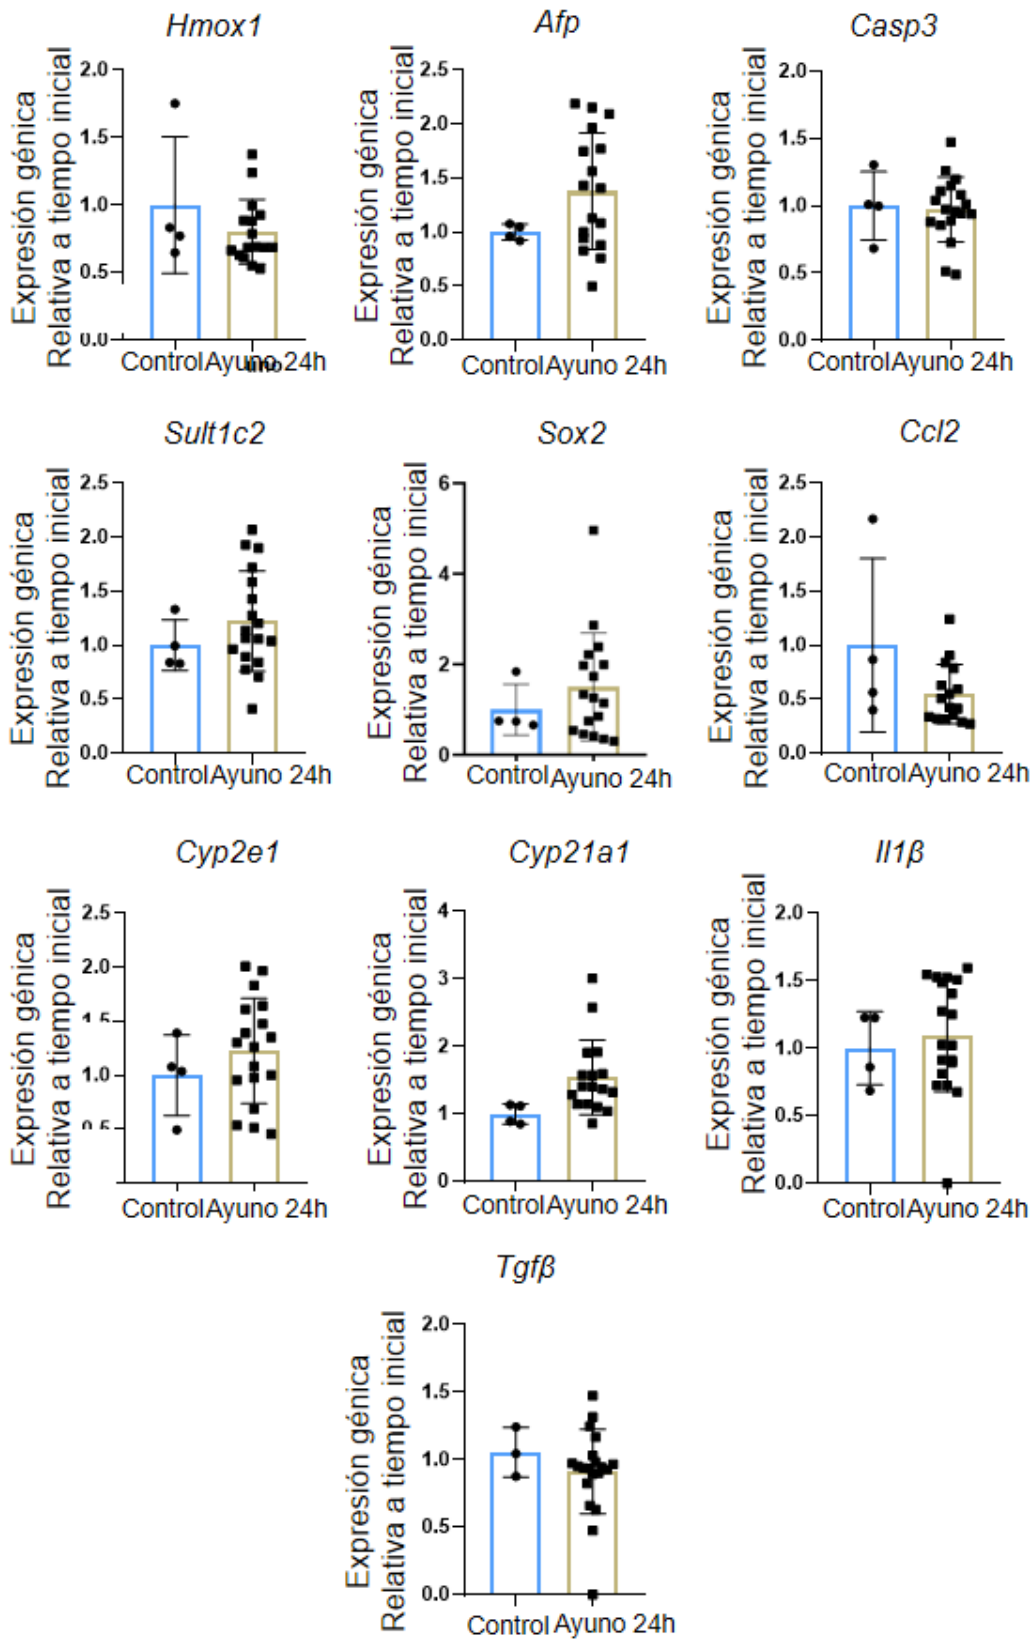 Hmox1
Afp
Casp3
Expresión génica
Relativa a tiempo inicial
2.0
1.5
1.0
0.5
0.0
Control Ayuno 24h
uno
Expresión génica
Relativa a tiempo inicial
2.5
2.0
1.5
1.0
0.5
0.0
Control Ayuno 24h
Expresión génica
Relativa a tiempo inicial
2.0
1.5
1.0
0.5
0.0
Control Ayuno 24h
Sult1c2
Sox2
Ccl2
Expresión génica
Relativa a tiempo inicial
2.5
2.0
1.5
1.0
0.5
0.0
Control Ayuno 24h
Expresión génica
Relativa a tiempo inicial
6
4
2
0
Control Ayuno 24h
Expresión génica
Relativa a tiempo inicial
2.5
2.0
1.5
1.0
0.5
0.0
Control Ayuno 24h
Cyp2e1
Cyp21a1
Il1β
Expresión génica
Relativa a tiempo inicial
2.5
2.0
1.5
1.0
0.5
Control Ayuno 24h
Expresión génica
Relativa a tiempo inicial
4
3
2
1
0
Control Ayuno 24h
Expresión génica
Relativa a tiempo inicial
2.0
1.5
1.0
0.5
0.0
Control Ayuno 24h
Tgfβ
Expresión génica
Relativa a tiempo inicial
2.0
1.5
1.0
0.5
0.0
Control Ayuno 24h